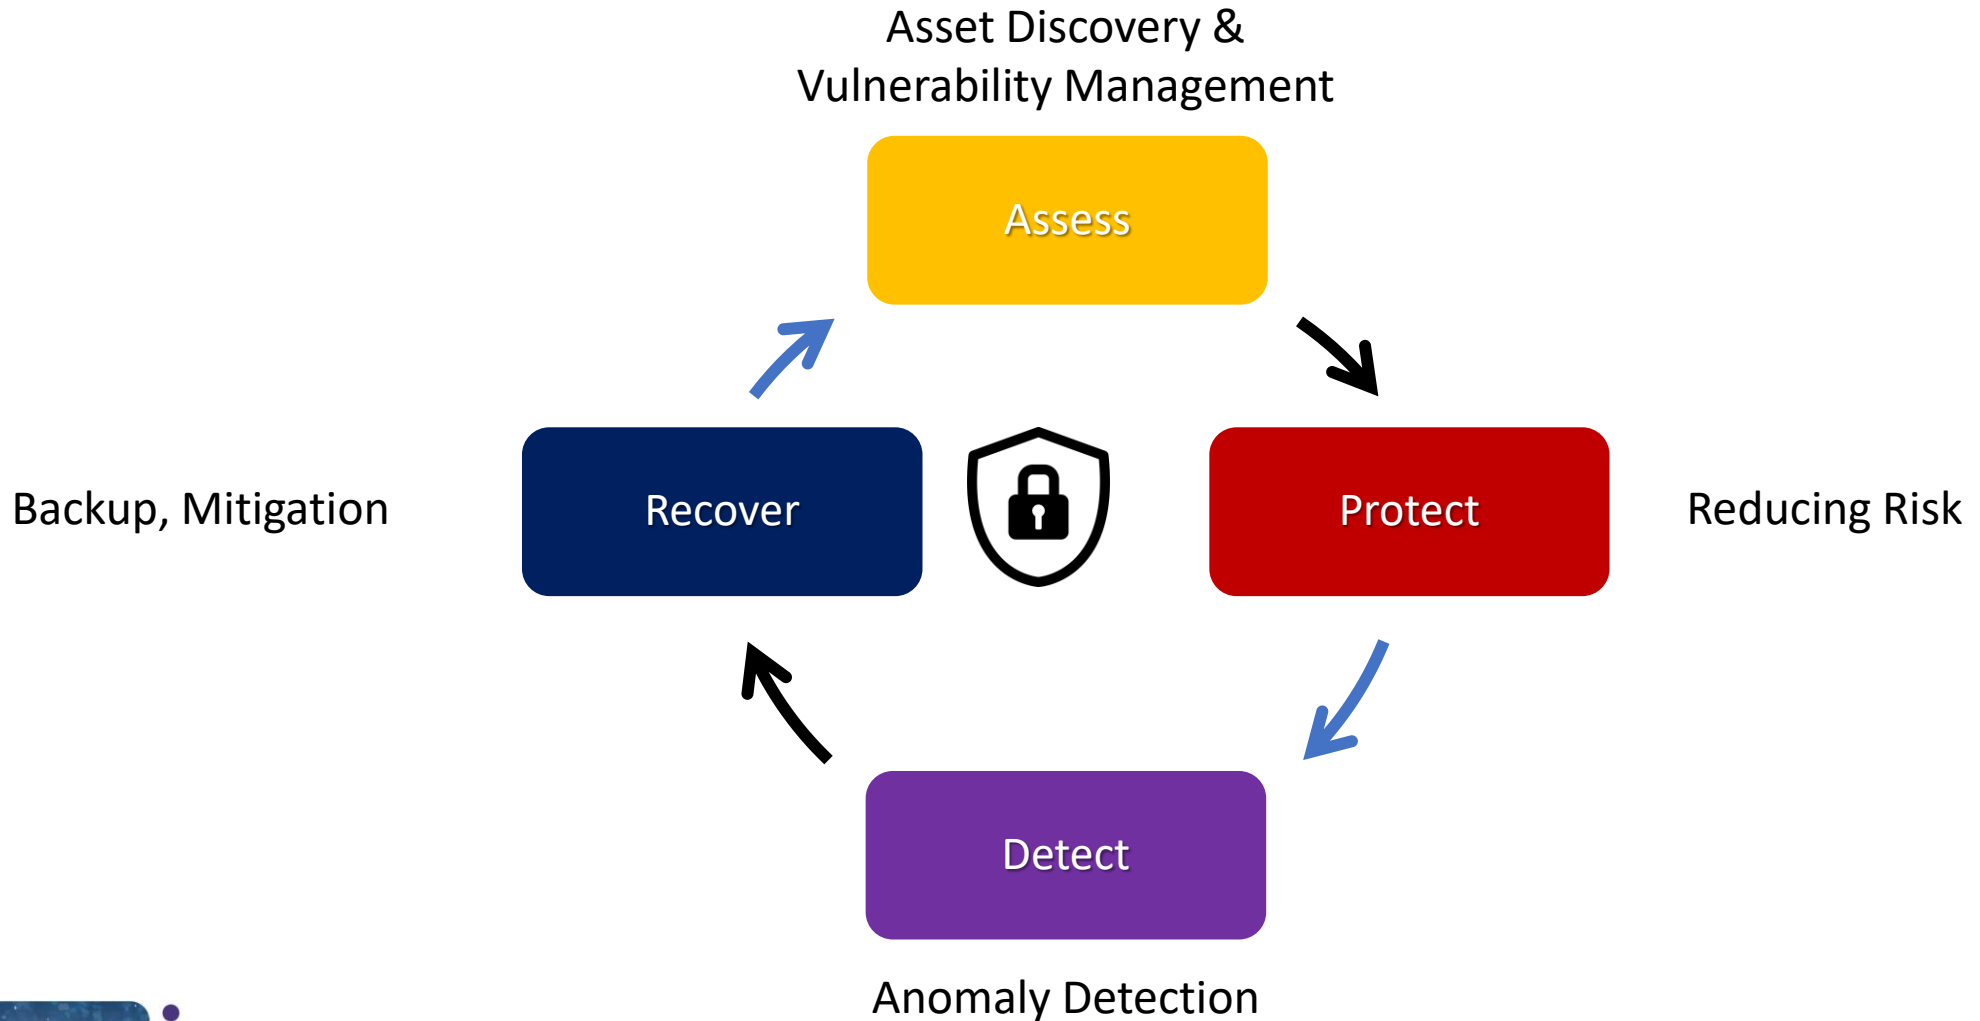 Asset Discovery &
Vulnerability Management
Assess
Backup, Mitigation
Recover
Protect
Reducing Risk
Detect
Anomaly Detection